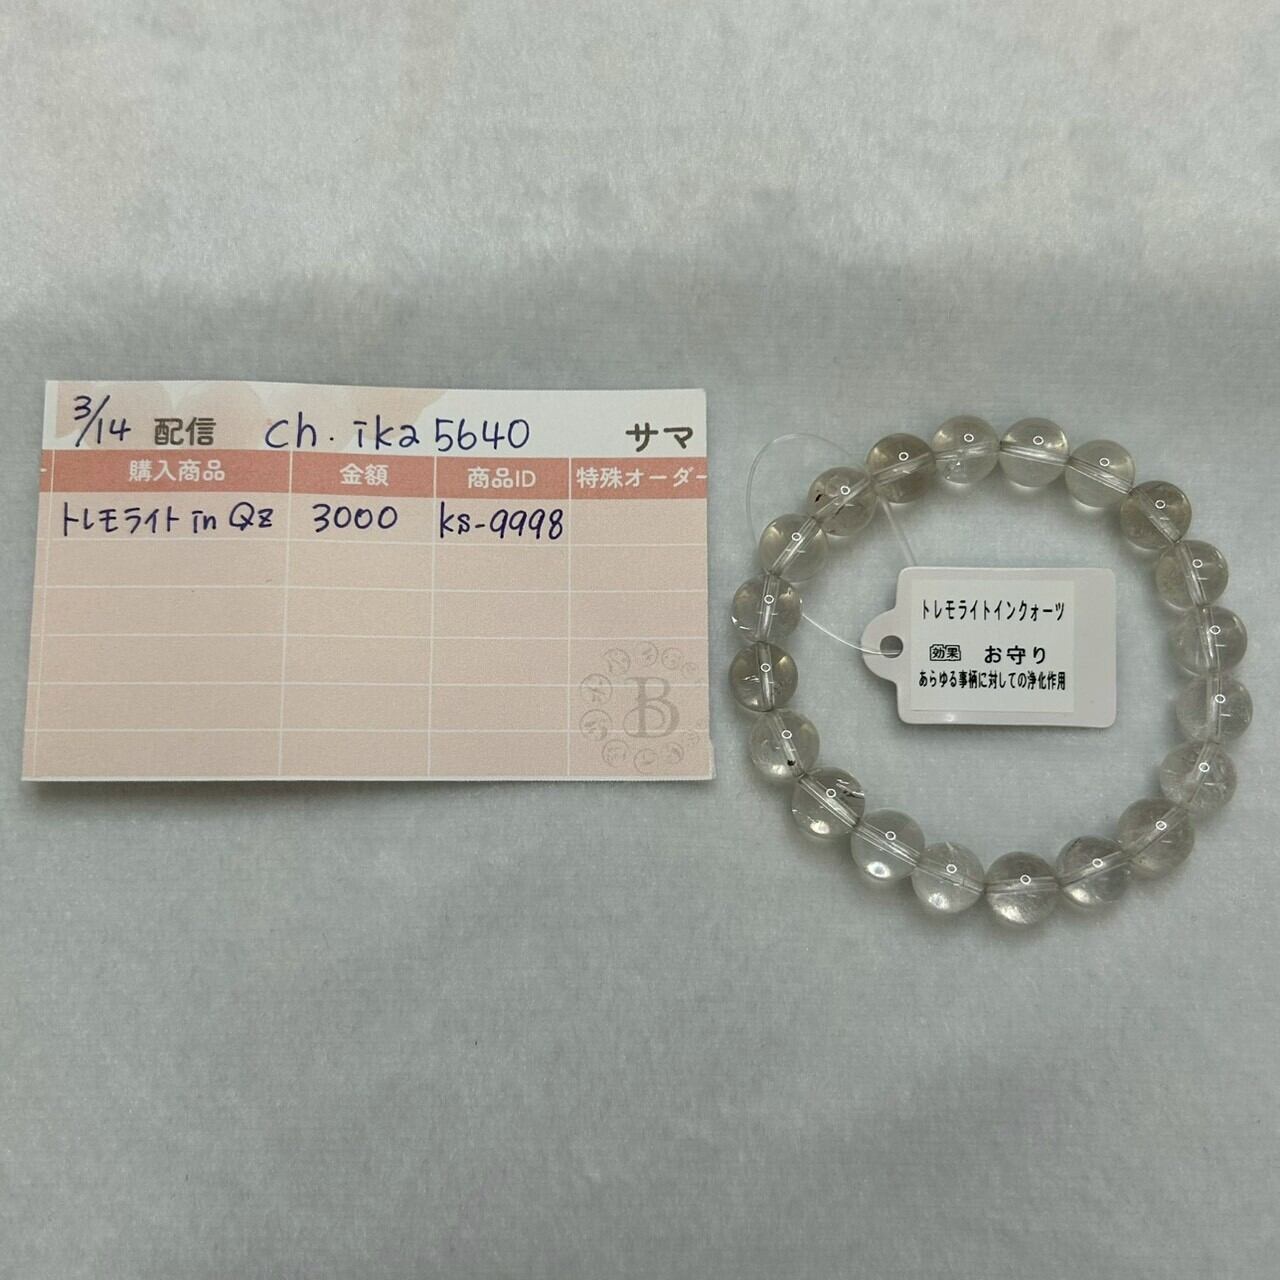 3/14 配信 ch.ika5640 サマ
購入商品 金額 商品ID 特殊オーダー
トレモライト in Qz 3000 ks-9998
B
トレモライトインクォーツ
効果 お守り
あらゆる事柄に対しての浄化作用